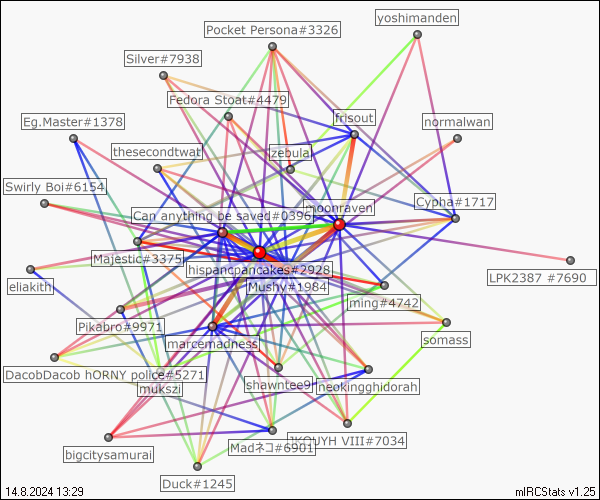 yoshimanden
Pocket Persona#3326
Silver#7938
Fedora Stoat#4479
Eg.Master#1378
frisout
normalwan
thesecondtwat
zebula
Swirly Boi#6154
Cypha#1717
moonraven
Can anything be saved#0396
Majestic#3375
hispancpancakes#2928
LPK2387 #7690
eliakith
Mushy#1984
ming#4742
Pikabro#9971
marcemadness
somass
DacobDacob hORNY police#5271
mukszi
shawntee9
neokingghidorah
JKOUYH VIII#7034
Madネコ#6901
bigcitysamurai
Duck#1245
14.8.2024 13:29
mIRCStats v1.25